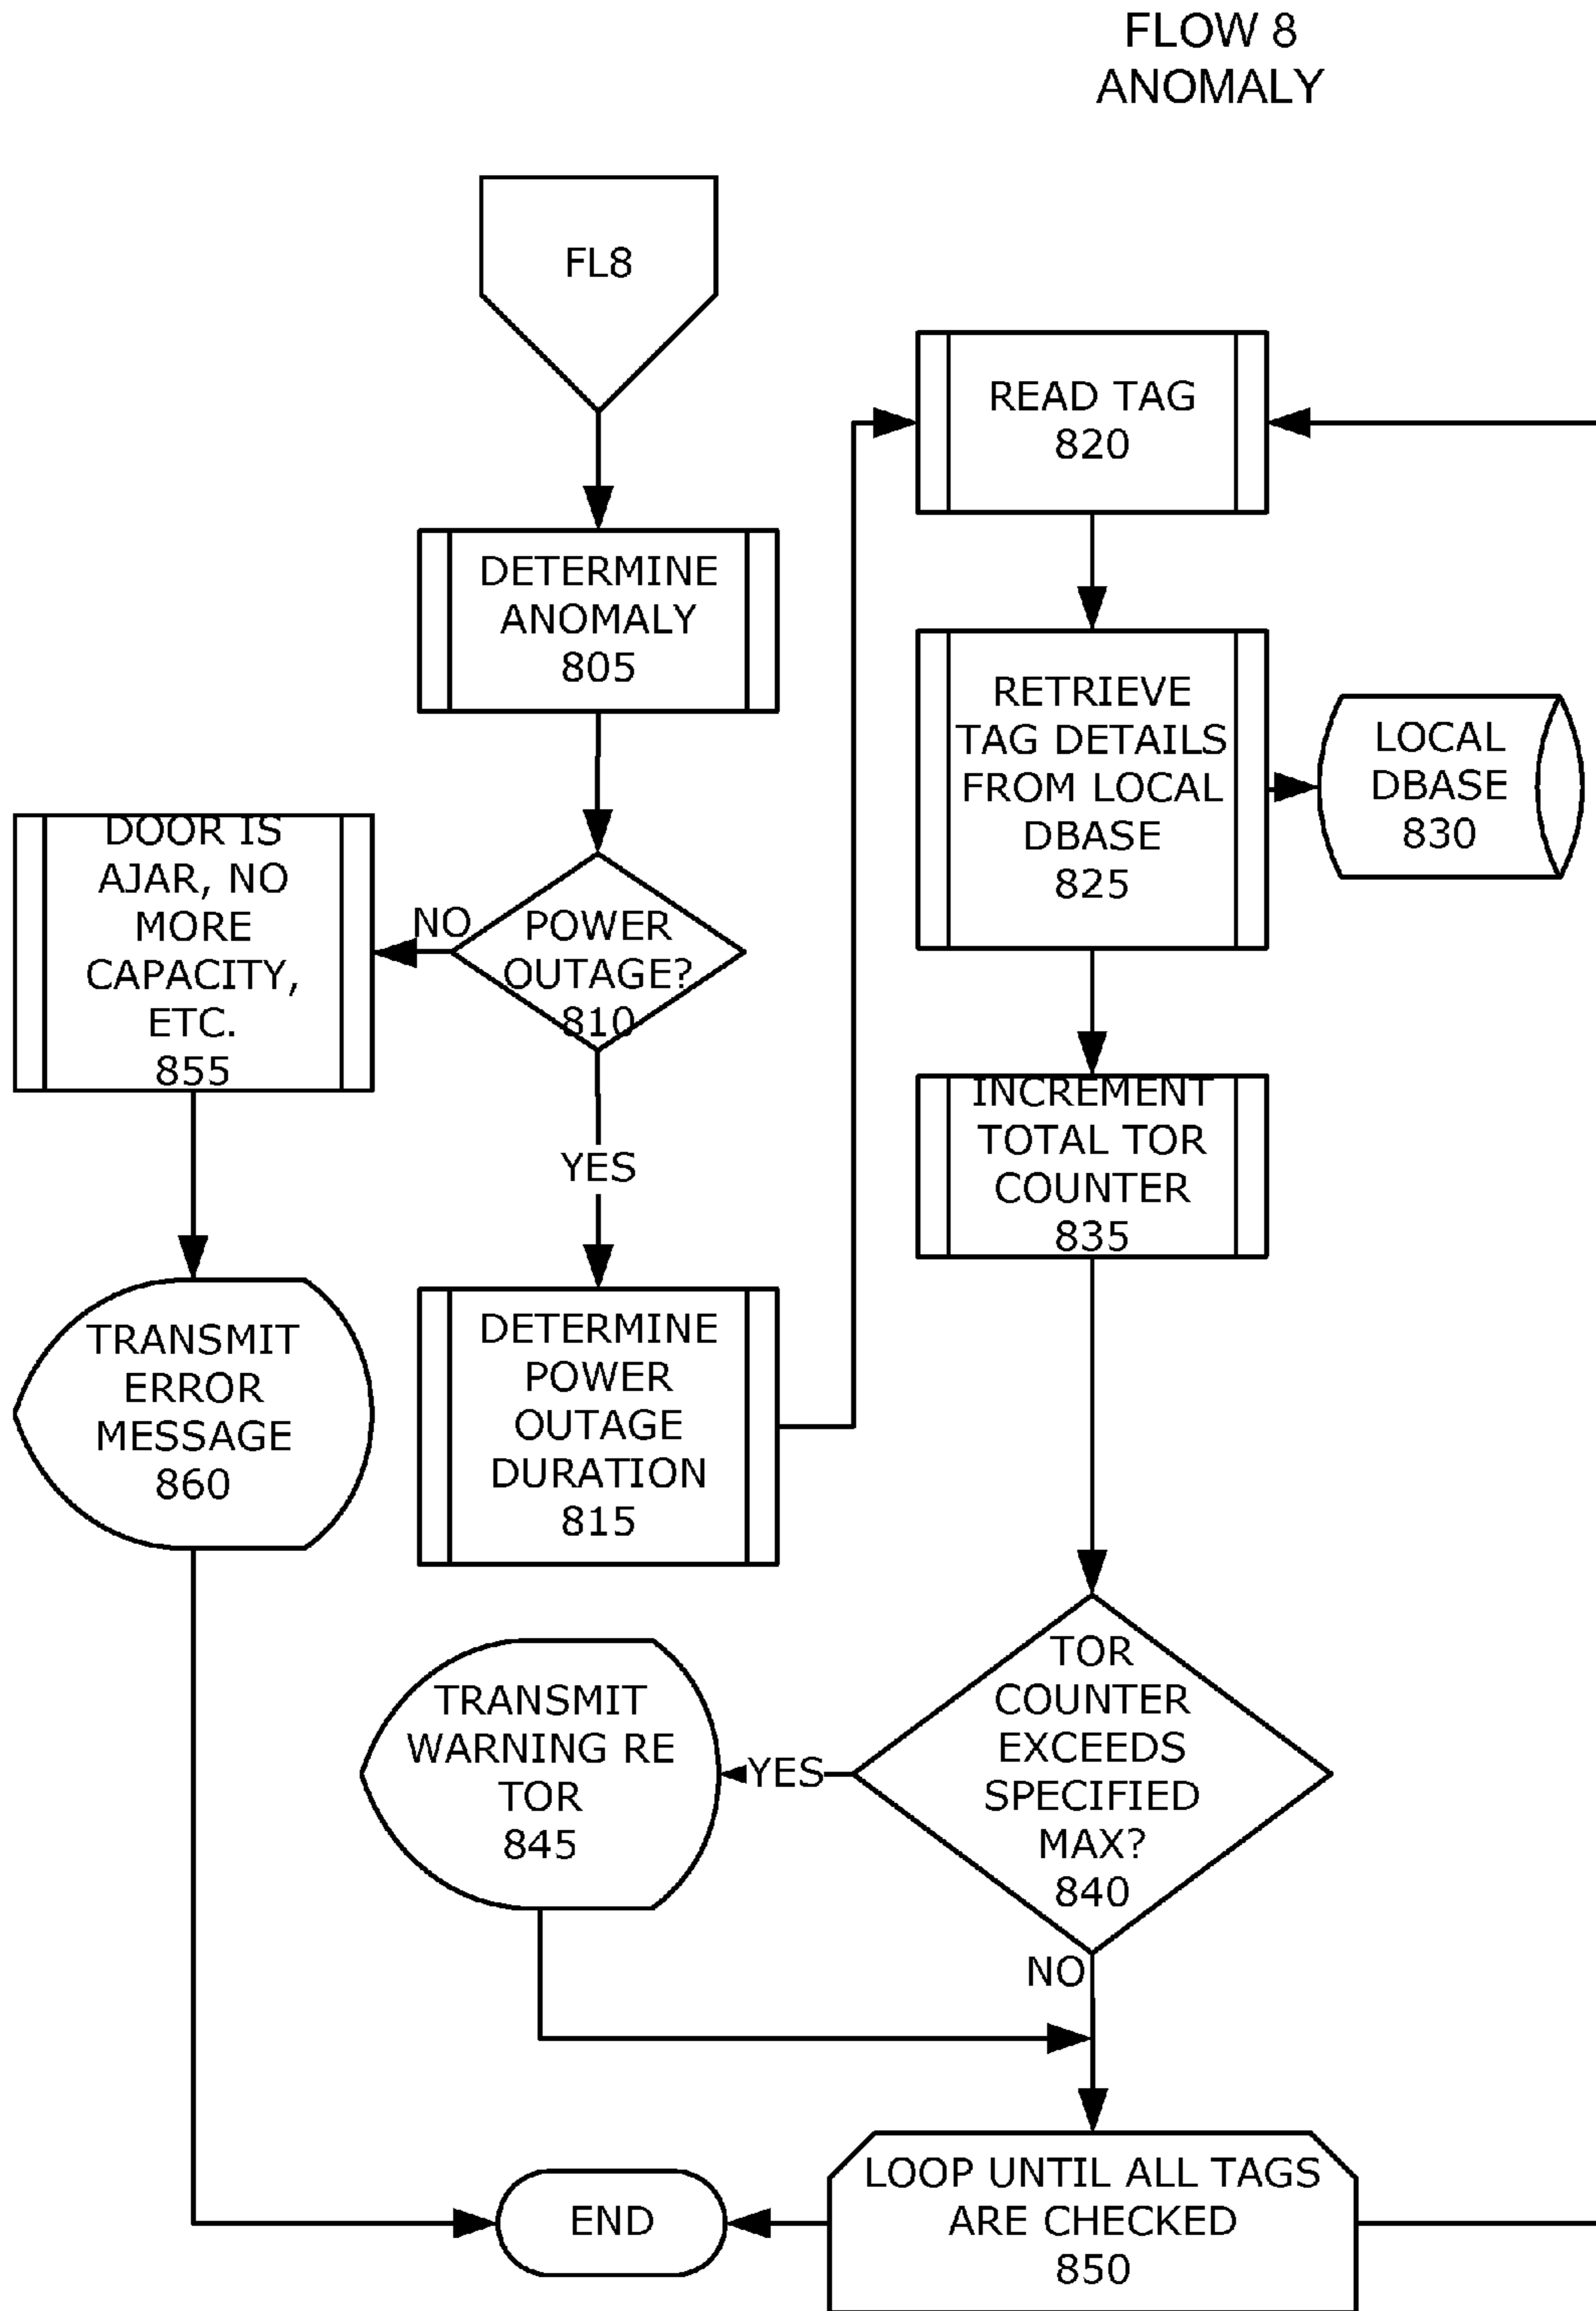 FLOW 8
ANOMALY
FL8
DETERMINE
ANOMALY
805
POWER
OUTAGE?
810
NO
YES
DOOR IS
AJAR, NO
MORE
CAPACITY,
ETC.
855
TRANSMIT
ERROR
MESSAGE
860
DETERMINE
POWER
OUTAGE
DURATION
815
READ TAG
820
RETRIEVE
TAG DETAILS
FROM LOCAL
DBASE
825
LOCAL
DBASE
830
INCREMENT
TOTAL TOR
COUNTER
835
TOR
COUNTER
EXCEEDS
SPECIFIED
MAX?
840
YES
NO
TRANSMIT
WARNING RE
TOR
845
LOOP UNTIL ALL TAGS
ARE CHECKED
850
END